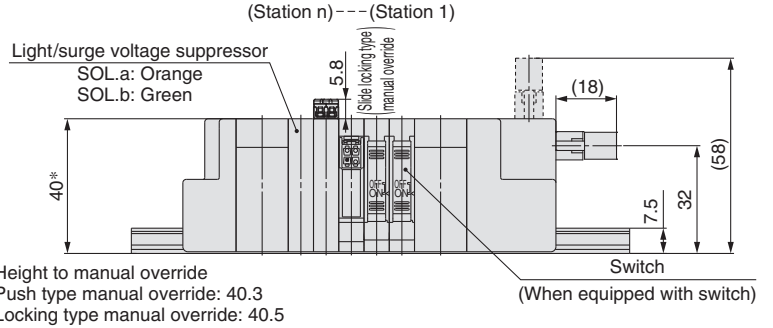 (Station n)---(Station 1)
Light/surge voltage suppressor
SOL.a: Orange
SOL.b: Green
5.8
(Slide locking type
manual override)
(18)
(58)
40*
OFF
ON
OFF
ON
32
7.5
Height to manual override
Push type manual override: 40.3
Locking type manual override: 40.5
Switch
(When equipped with switch)